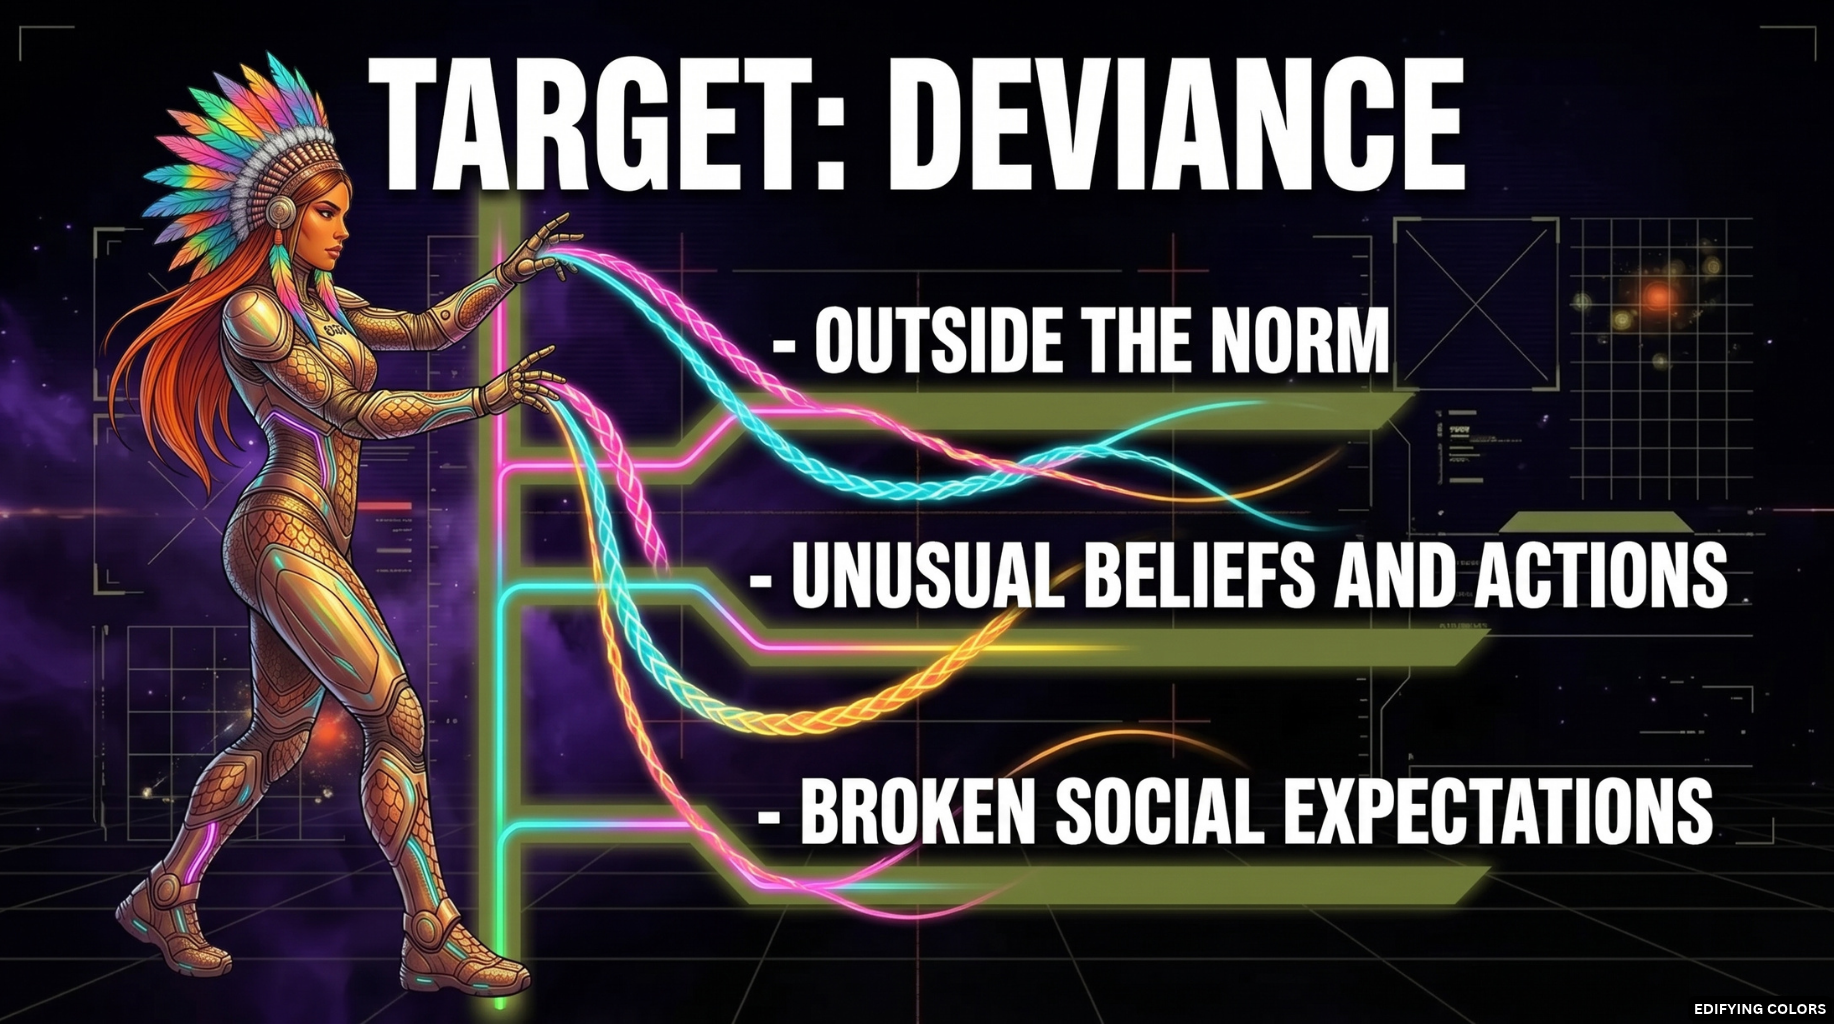 TARGET: DEVIANCE
- OUTSIDE THE NORM
- UNUSUAL BELIEFS AND ACTIONS
- BROKEN SOCIAL EXPECTATIONS
EDIFYING COLORS